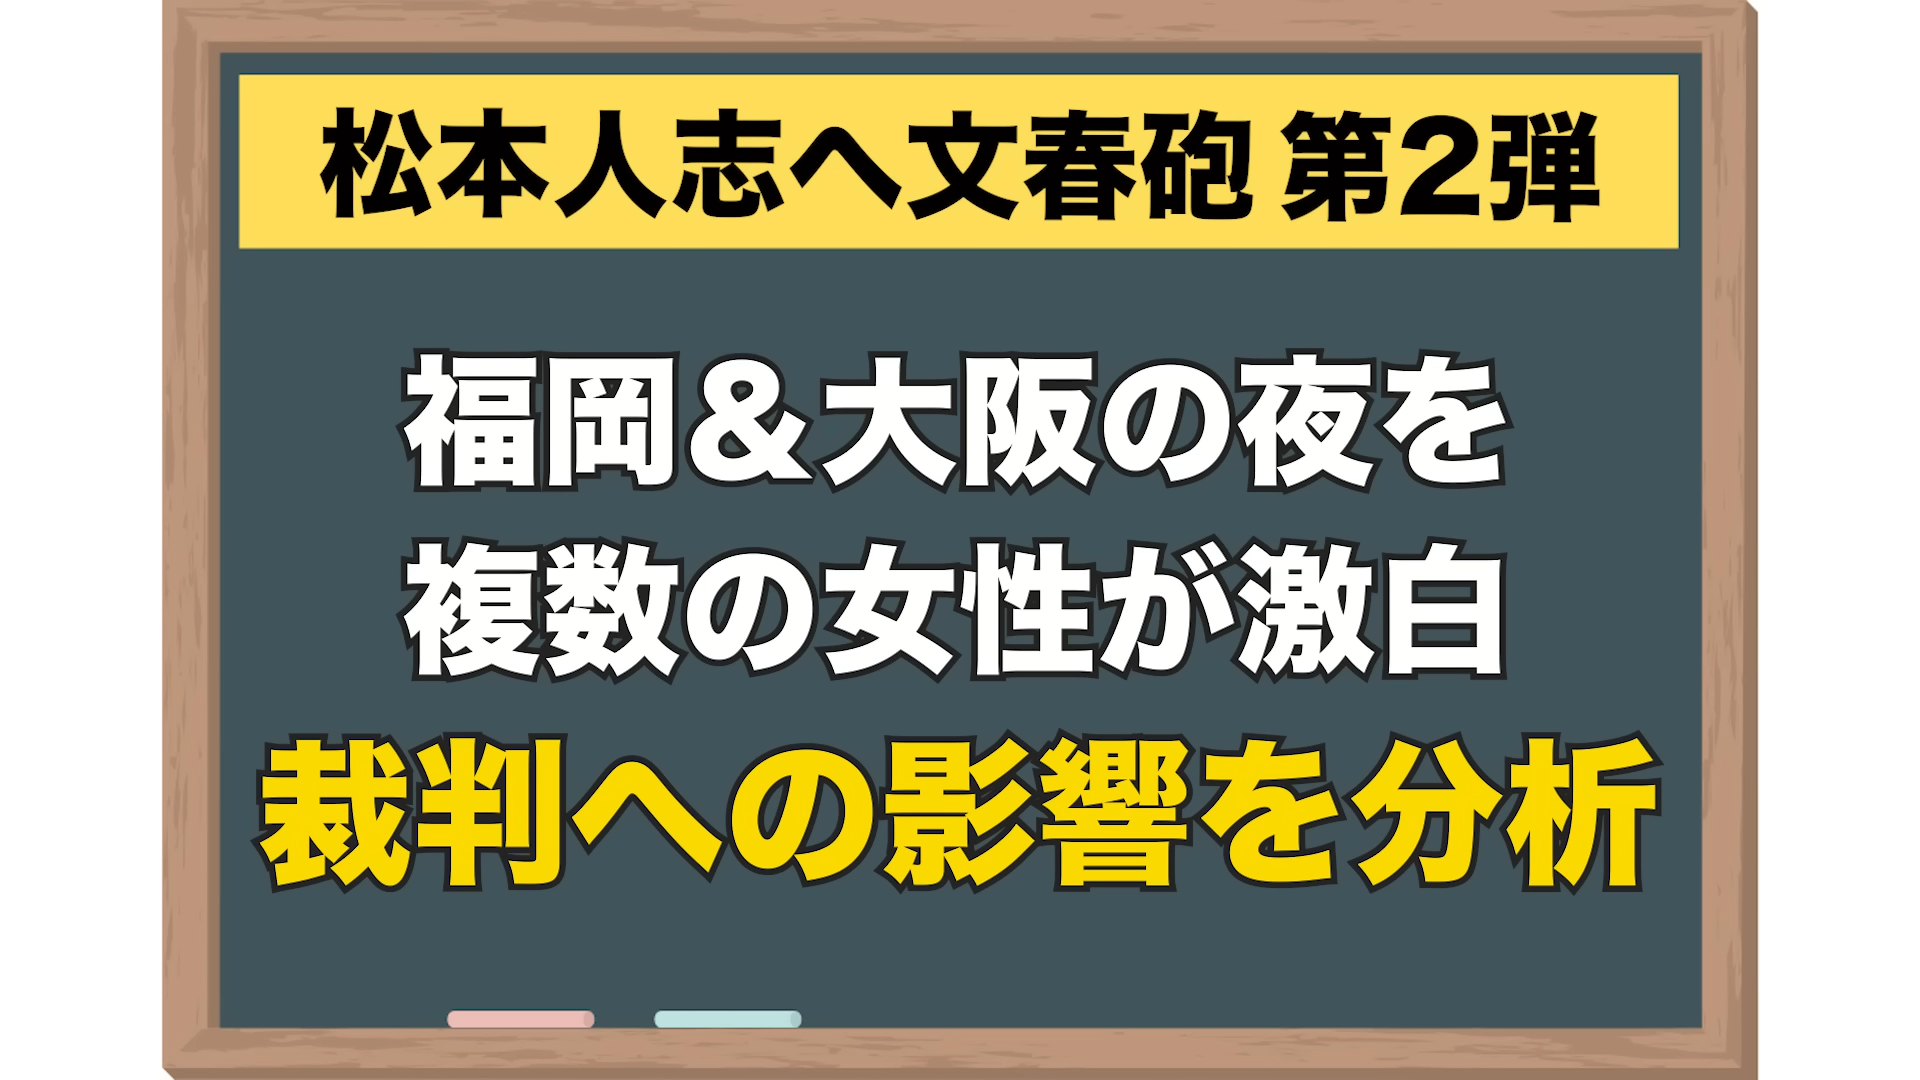 松本人志へ文春砲 第2弾
福岡&大阪の夜を
複数の女性が激白
裁判への影響を分析